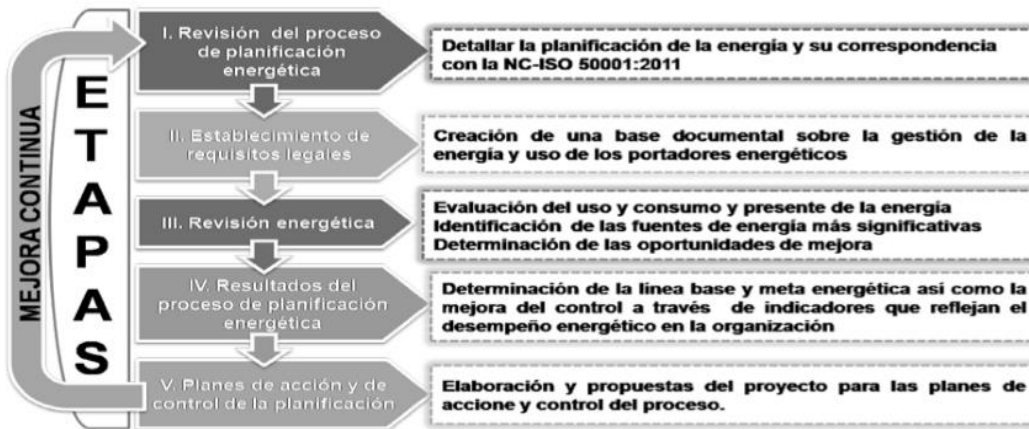 MEJORA CONTINUA
ETAPAS
I. Revisión del proceso
de planificación
energética
Detallar la planificación de la energía y su correspondencia
con la NC-ISO 50001:2011
II. Establecimiento de
requisitos legales
Creación de una base documental sobre la gestión de la
energía y uso de los portadores energéticos
III. Revisión energética
Evaluación del uso y consumo y presente de la energía
Identificación de las fuentes de energía más significativas
Determinación de las oportunidades de mejora
IV. Resultados del
proceso de planificación
energética
Determinación de la línea base y meta energética así como la
mejora del control a través de indicadores que reflejan el
desempeño energético en la organización
V. Planes de acción y de
control de la planificación
Elaboración y propuestas del proyecto para las planes de
accione y control del proceso.